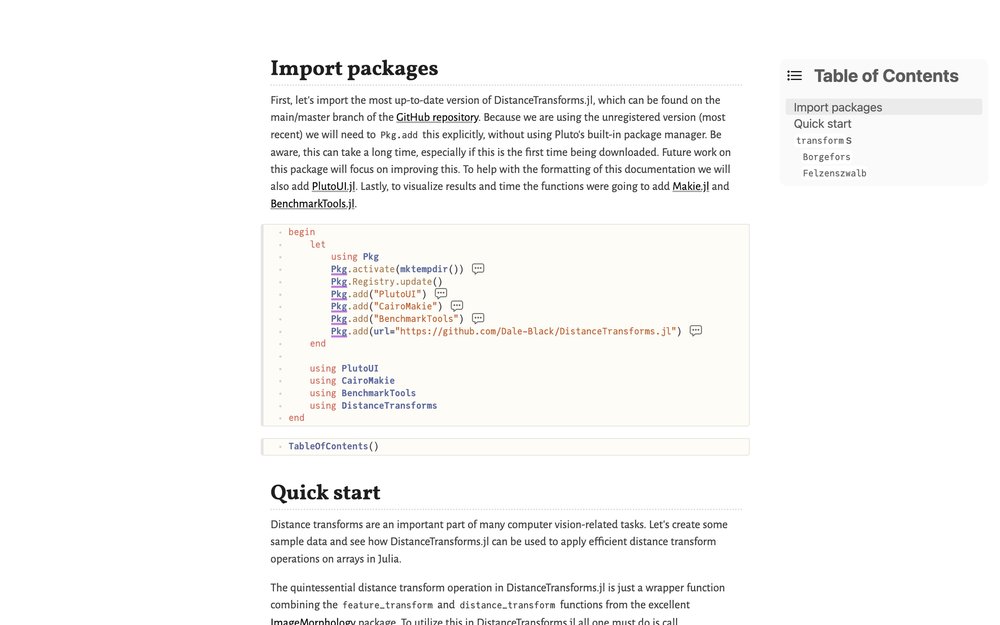 Import packages
First, let's import the most up-to-date version of DistanceTransforms.jl, which can be found on the
main/master branch of the GitHub repository. Because we are using the unregistered version (most
recent) we will need to Pkg.add this explicitly, without using Pluto's built-in package manager. Be
aware, this can take a long time, especially if this is the first time being downloaded. Future work on
this package will focus on improving this. To help with the formatting of this documentation we will
also add PlutoUI.jl. Lastly, to visualize results and time the functions were going to add Makie.jl and
BenchmarkTools.jl.
begin
let
using Pkg
Pkg.activate(mktempdir())
Pkg.Registry.update()
Pkg.add("PlutoUI")
Pkg.add("CairoMakie")
Pkg.add("BenchmarkTools")
Pkg.add(url="https://github.com/Dale-Black/DistanceTransforms.jl")
end
using PlutoUI
using CairoMakie
using BenchmarkTools
using DistanceTransforms
end
TableOfContents()
Quick start
Distance transforms are an important part of many computer vision-related tasks. Let's create some
sample data and see how DistanceTransforms.jl can be used to apply efficient distance transform
operations on arrays in Julia.
The quintessential distance transform operation in DistanceTransforms.jl is just a wrapper function
combining the feature_transform and distance_transform functions from the excellent
ImageMorphology package. To utilize this in DistanceTransforms.jl all one must do is call
Table of Contents
Import packages
Quick start
transform s
Borgefors
Felzenszwalb